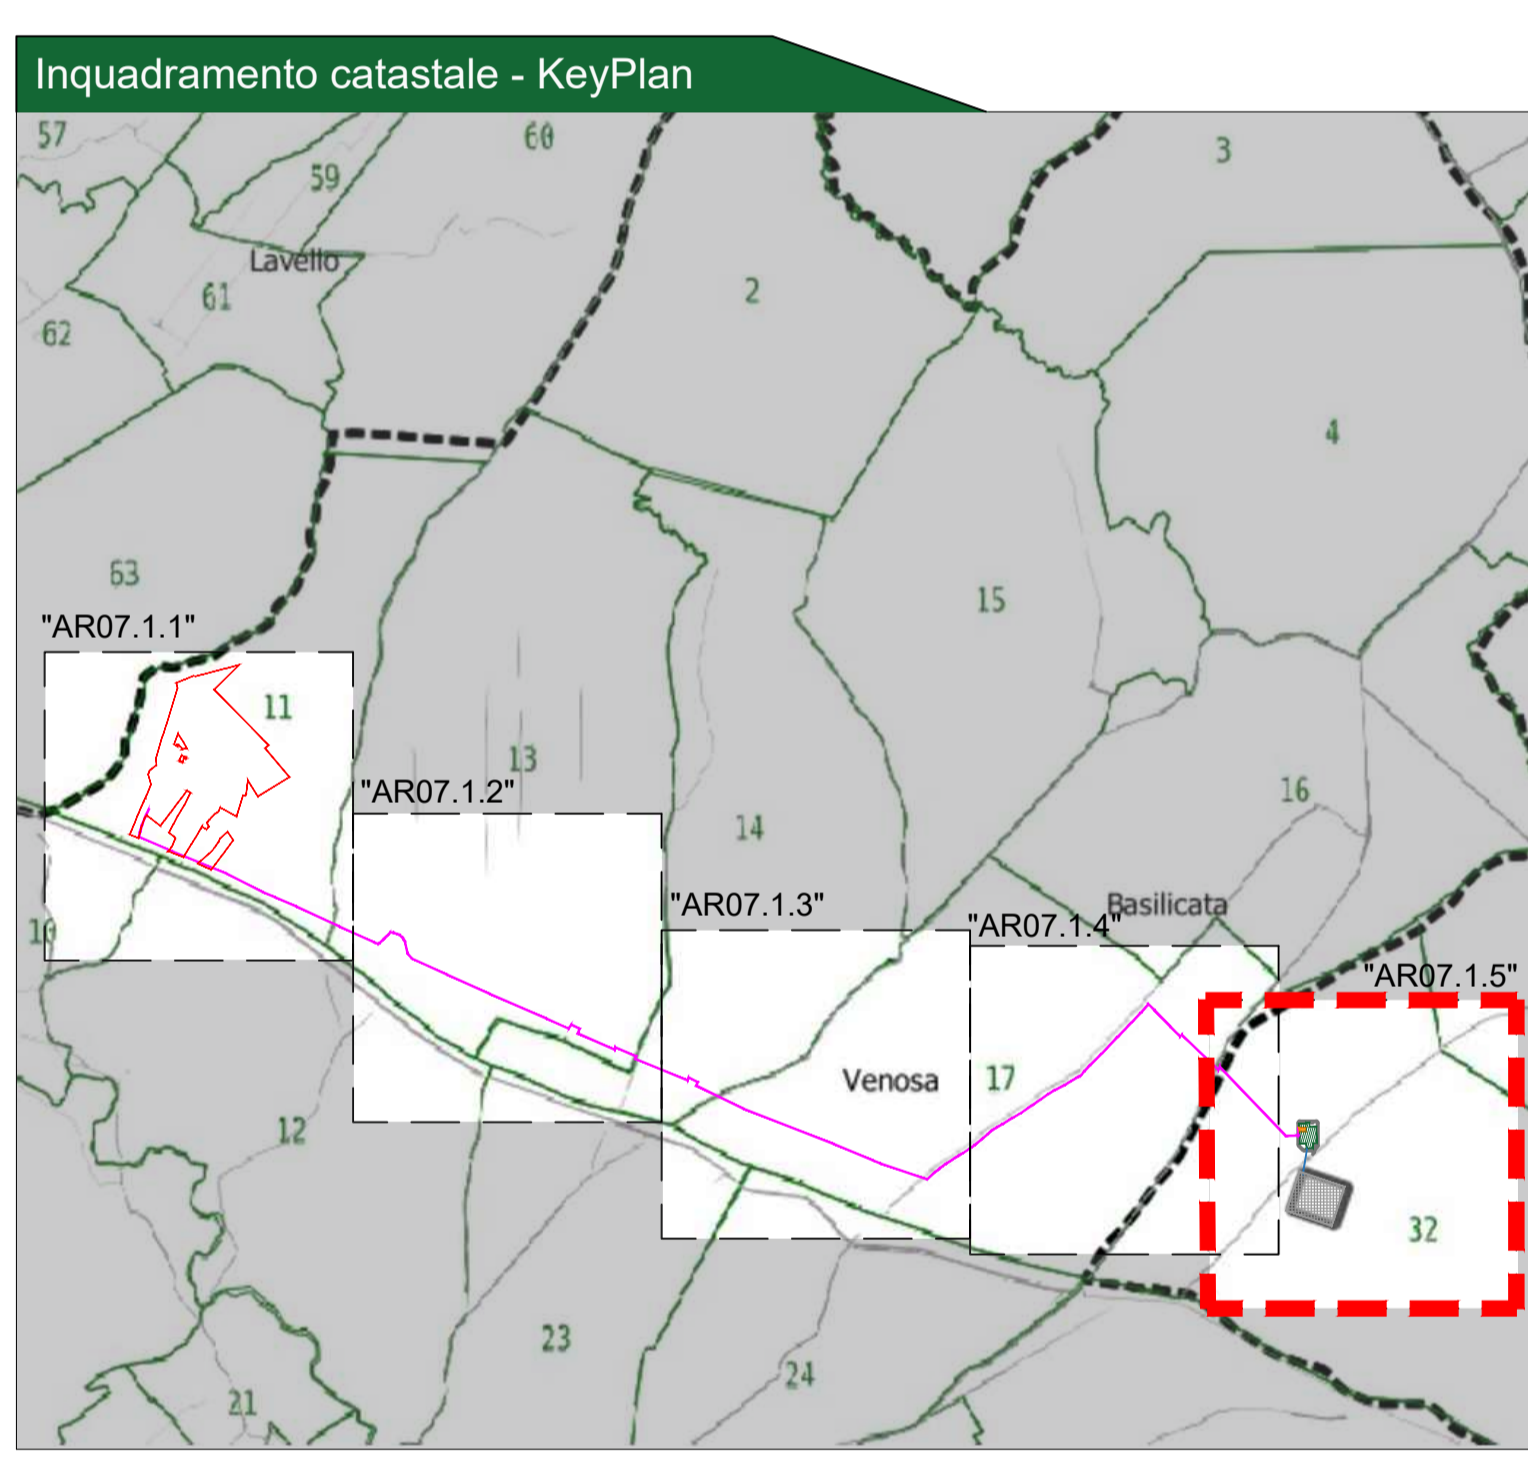 Inquadramento catastale - KeyPlan
57
60
3
59
Lavello
61
2
62
4
63
15
"AR07.1.1"
11
13
"AR07.1.2"
16
14
"AR07.1.3"
Basilicata
"AR07.1.4"
10
"AR07.1.5"
Venosa
17
12
32
23
24
21